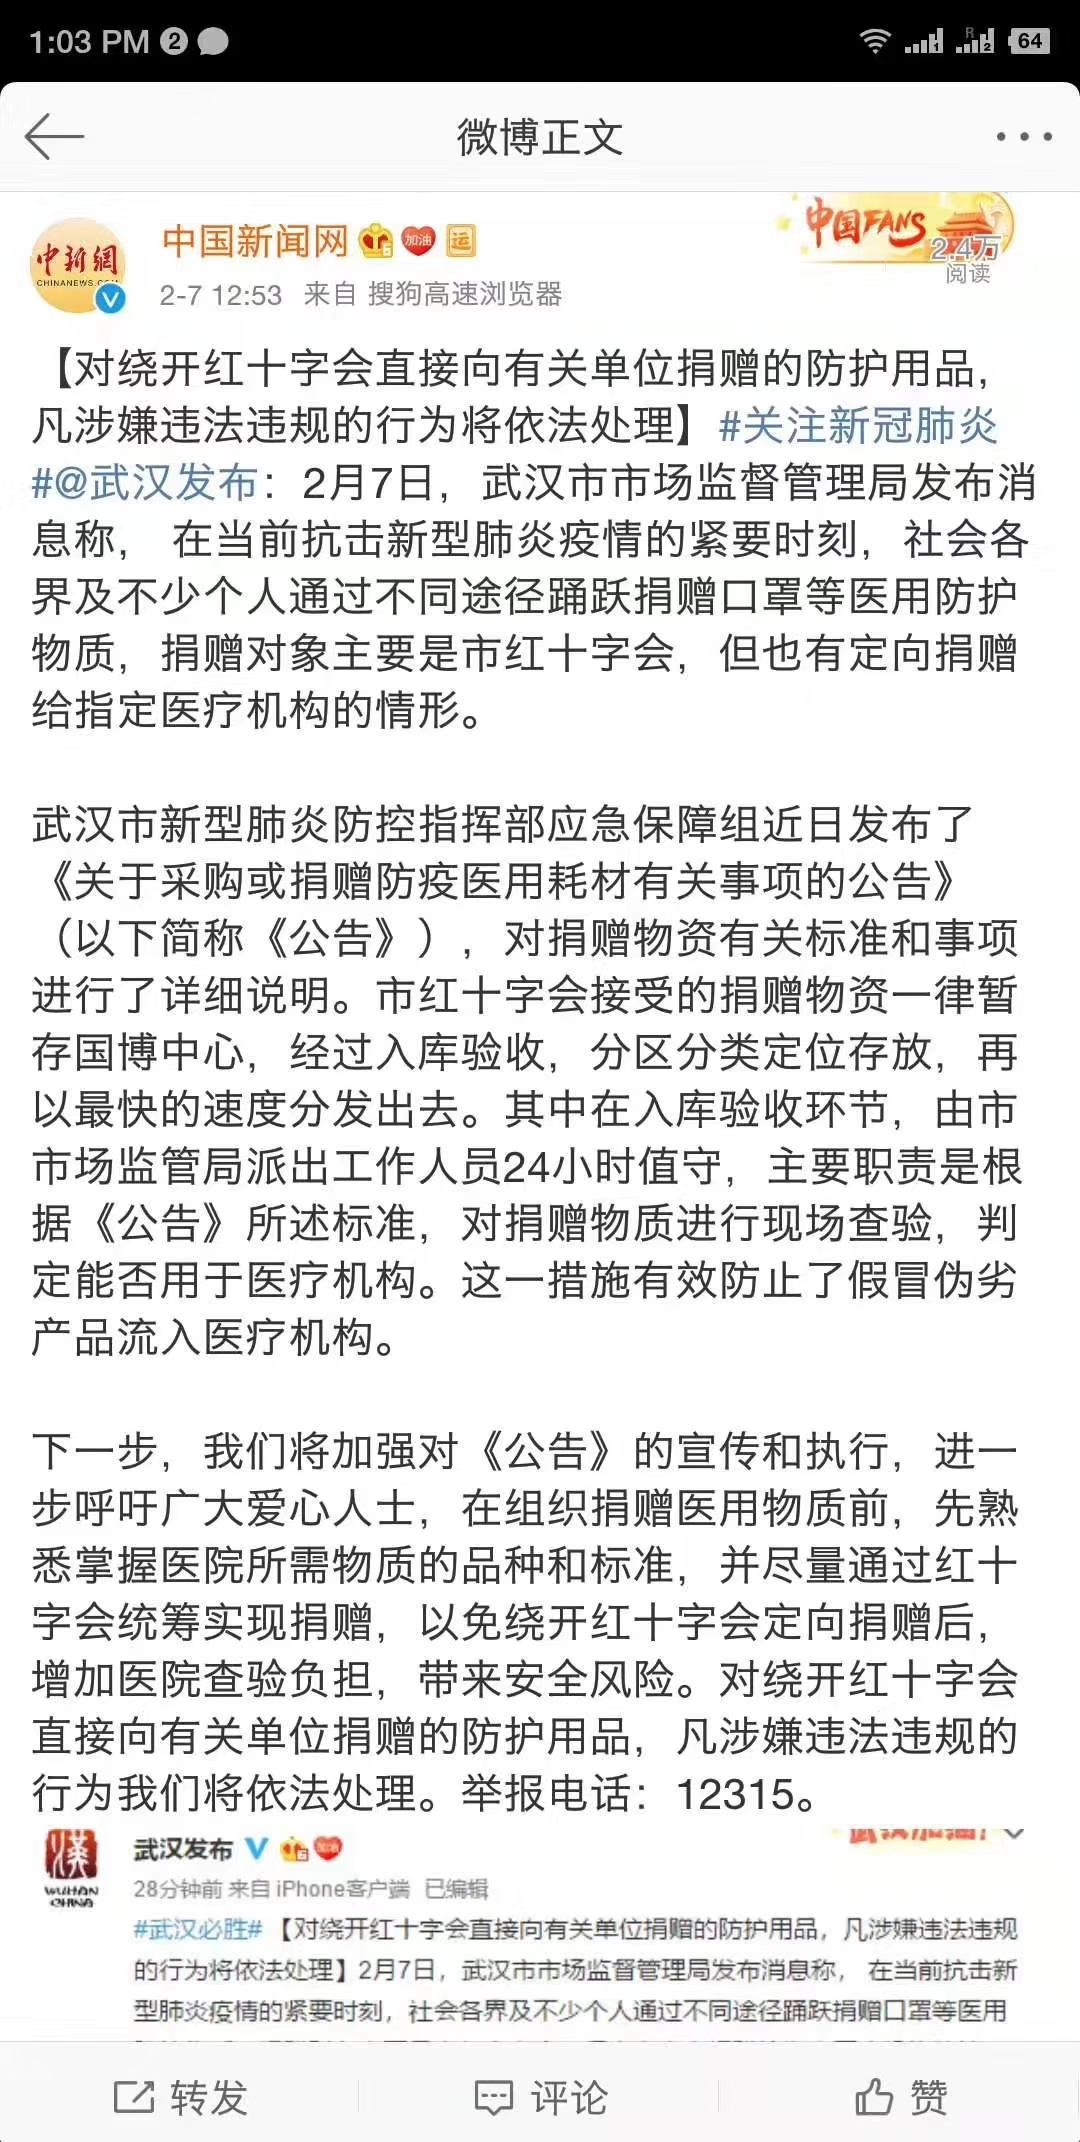 1:03 PM 2
R
1 2 64
微博正文
中国新闻网 加油 运
中国FANS
2.4万
阅读
中新網
CHINANEWS.COM
2-7 12:53 来自 搜狗高速浏览器
【对绕开红十字会直接向有关单位捐赠的防护用品，
凡涉嫌违法违规的行为将依法处理】#关注新冠肺炎
#@武汉发布：2月7日，武汉市市场监督管理局发布消
息称， 在当前抗击新型肺炎疫情的紧要时刻，社会各
界及不少个人通过不同途径踊跃捐赠口罩等医用防护
物质，捐赠对象主要是市红十字会，但也有定向捐赠
给指定医疗机构的情形。
武汉市新型肺炎防控指挥部应急保障组近日发布了
《关于采购或捐赠防疫医用耗材有关事项的公告》
（以下简称《公告》），对捐赠物资有关标准和事项
进行了详细说明。市红十字会接受的捐赠物资一律暂
存国博中心，经过入库验收，分区分类定位存放，再
以最快的速度分发出去。其中在入库验收环节，由市
市场监管局派出工作人员24小时值守，主要职责是根
据《公告》所述标准，对捐赠物质进行现场查验，判
定能否用于医疗机构。这一措施有效防止了假冒伪劣
产品流入医疗机构。
下一步，我们将加强对《公告》的宣传和执行，进一
步呼吁广大爱心人士，在组织捐赠医用物质前，先熟
悉掌握医院所需物质的品种和标准，并尽量通过红十
字会统筹实现捐赠，以免绕开红十字会定向捐赠后，
增加医院查验负担，带来安全风险。对绕开红十字会
直接向有关单位捐赠的防护用品，凡涉嫌违法违规的
行为我们将依法处理。举报电话：12315。
漢
WUHAN
CHINA
武汉发布
28分钟前 来自 iPhone客户端 已编辑
#武汉必胜# 【对绕开红十字会直接向有关单位捐赠的防护用品，凡涉嫌违法违规
的行为将依法处理】2月7日，武汉市市场监督管理局发布消息称， 在当前抗击新
型肺炎疫情的紧要时刻，社会各界及不少个人通过不同途径踊跃捐赠口罩等医用
转发 评论 赞